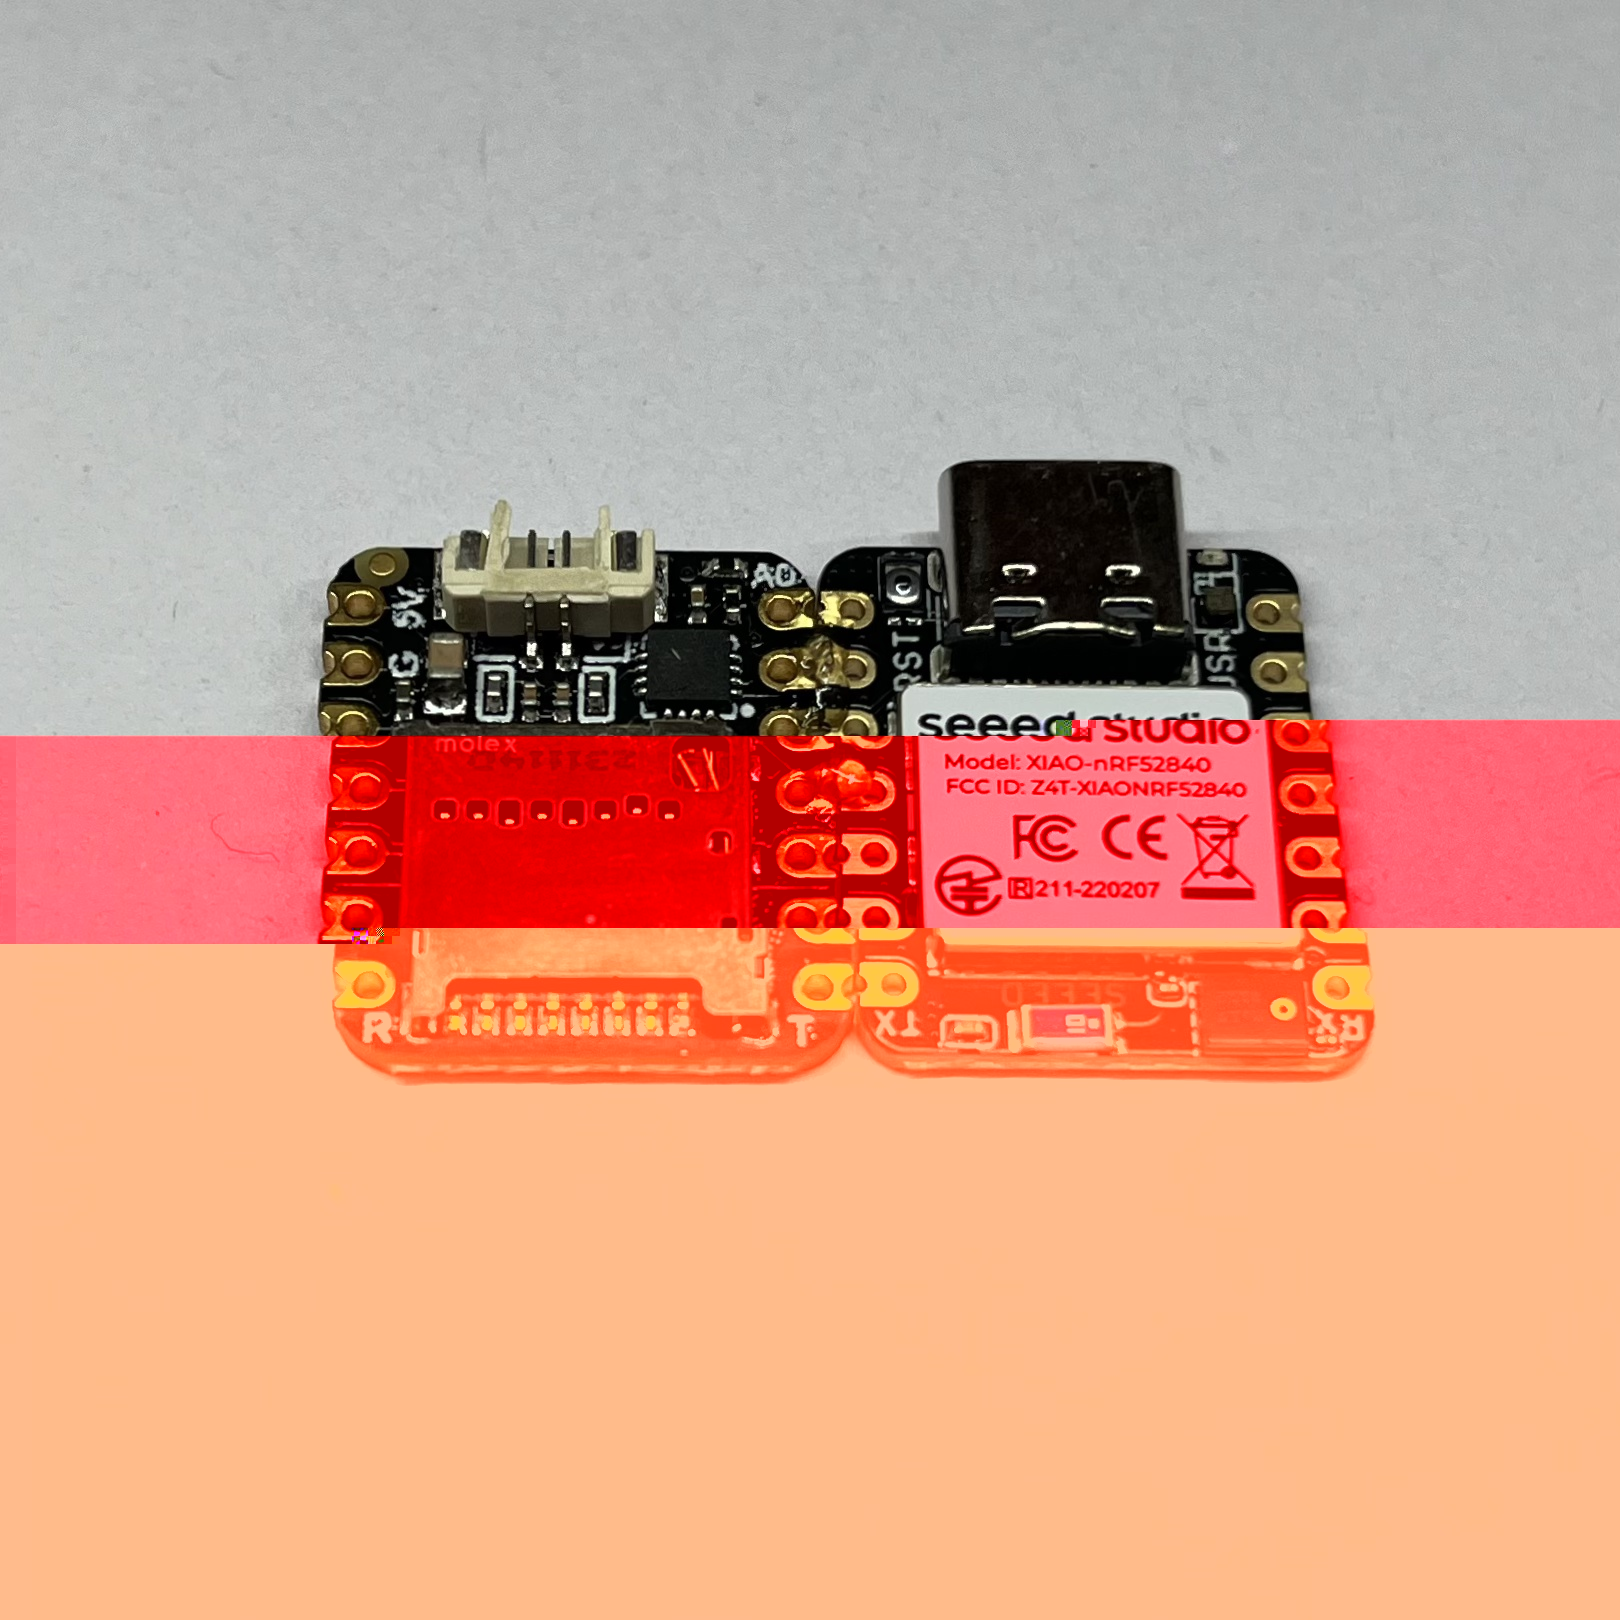 A0
5V
G
RST
USR
seeed studio
molex
Model: XIAO-nRF52840
FCC ID: Z4T-XIAONRF52840
FC CE
R 211-220207
R
T
TX
SEEED
RX